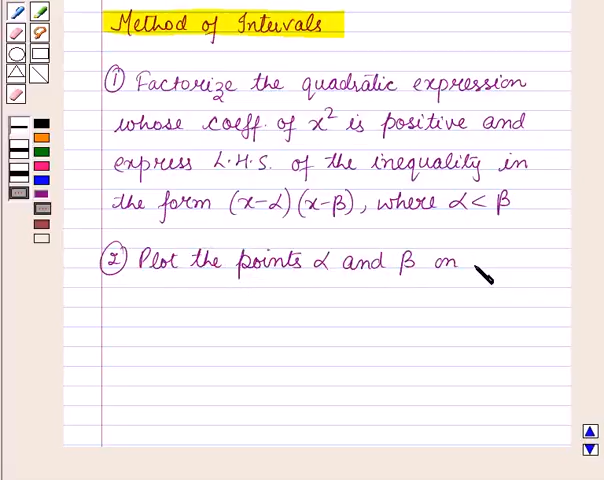 Method of Intervals
① Factorize the quadratic expression
whose coeff. of x² is positive and
express L.H.S. of the inequality in
the form (x-α)(x-β), where α < β
② Plot the points α and β on